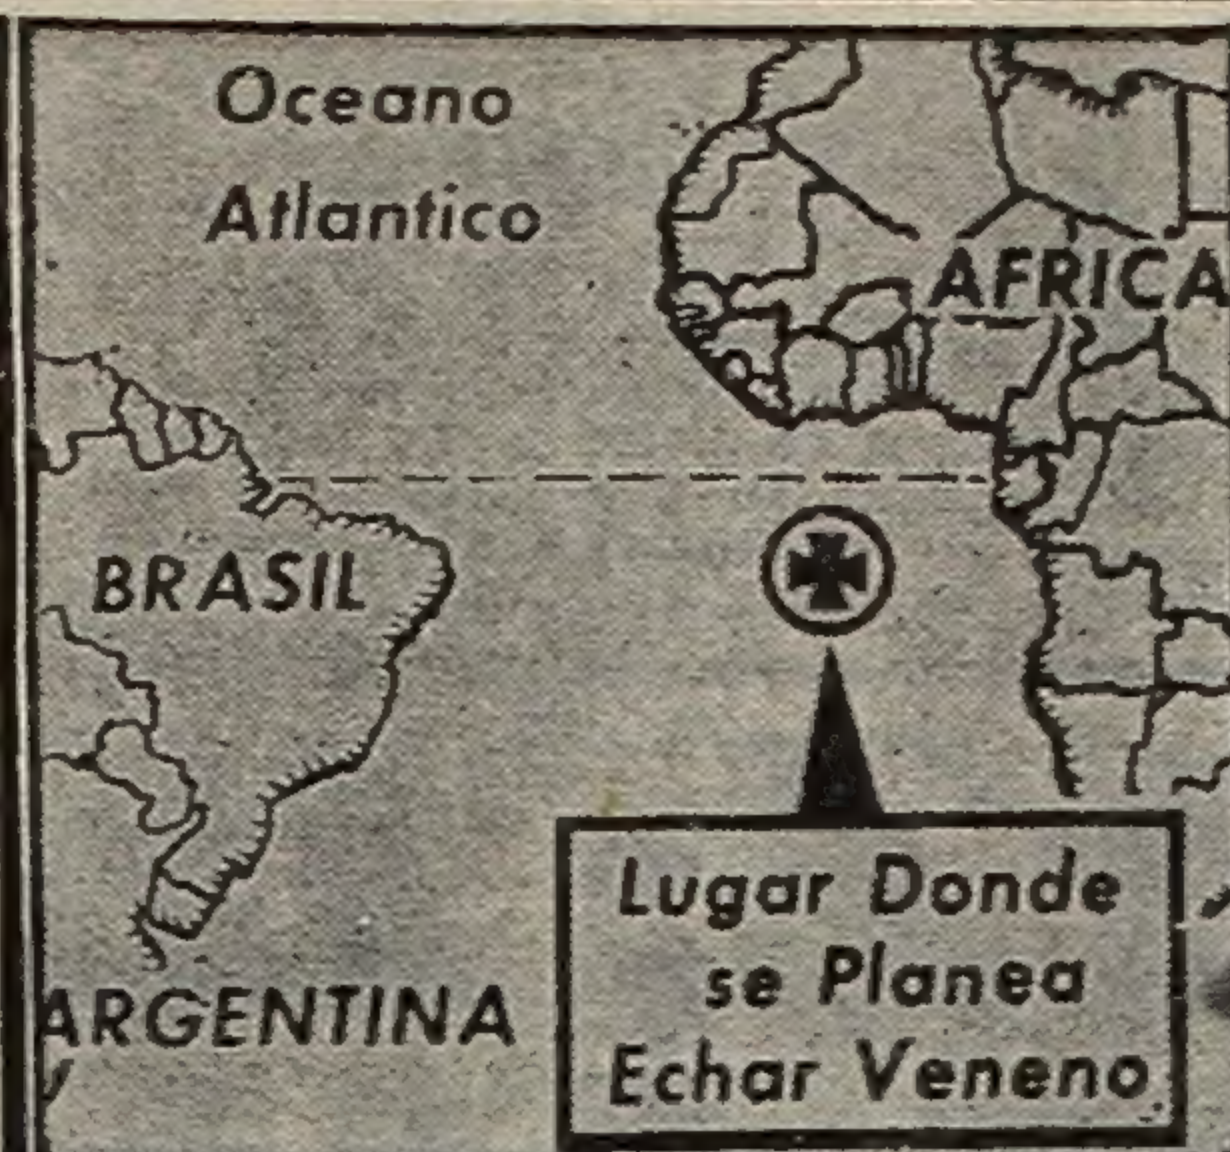 Oceano
Atlantico
AFRICA
BRASIL
ARGENTINA
Lugar Donde
se Planea
Echar Veneno